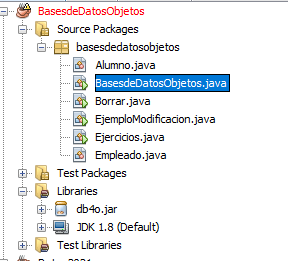 BasesdeDatosObjetos
Source Packages
basesdedatosobjetos
Alumno.java
BasesdeDatosObjetos.java
Borrar.java
EjemploModificacion.java
Ejercicios.java
Empleado.java
Test Packages
Libraries
db4o.jar
JDK 1.8 (Default)
Test Libraries